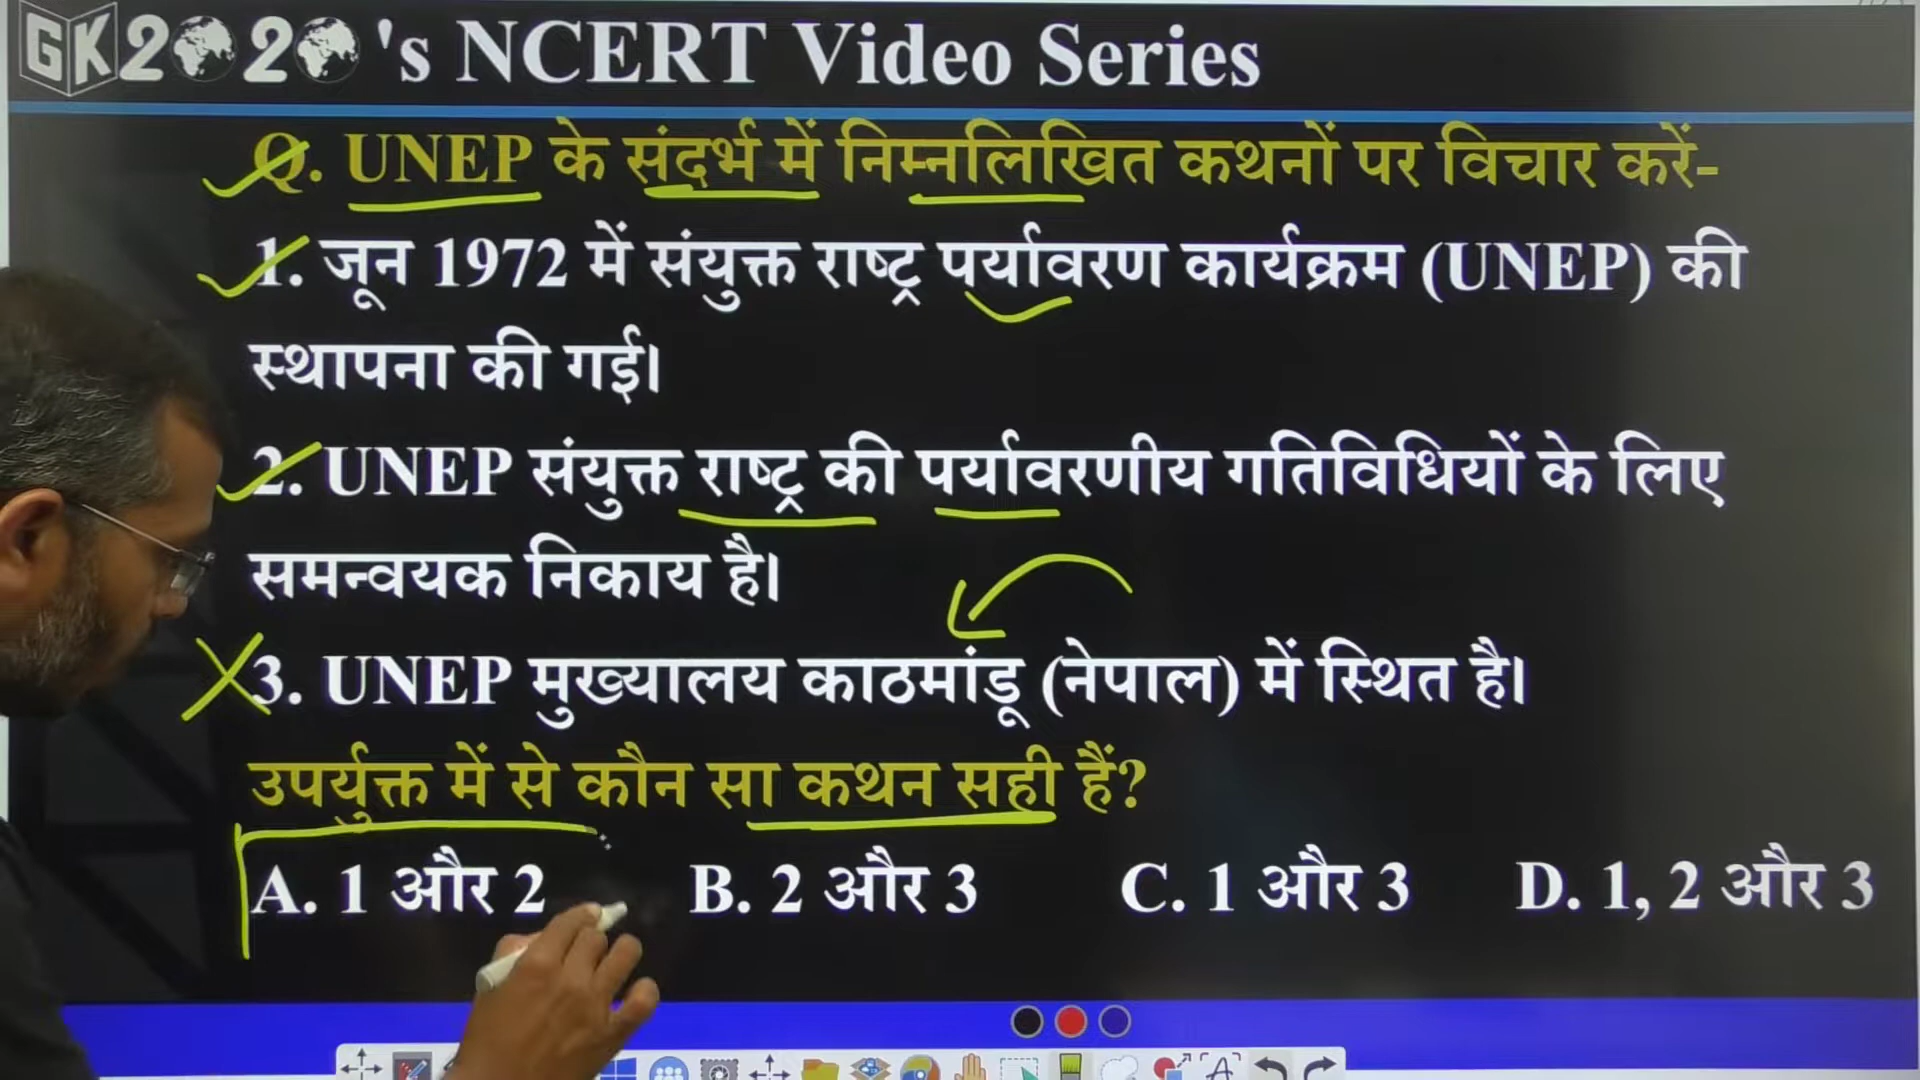 GK2020's NCERT Video Series
Q. UNEP के संदर्भ में निम्नलिखित कथनों पर विचार करें-
1. जून 1972 में संयुक्त राष्ट्र पर्यावरण कार्यक्रम (UNEP) की
स्थापना की गई।
2. UNEP संयुक्त राष्ट्र की पर्यावरणीय गतिविधियों के लिए
समन्वयक निकाय है।
3. UNEP मुख्यालय काठमांडू (नेपाल) में स्थित है।
उपर्युक्त में से कौन सा कथन सही हैं?
A. 1 और 2 B. 2 और 3 C. 1 और 3 D. 1, 2 और 3